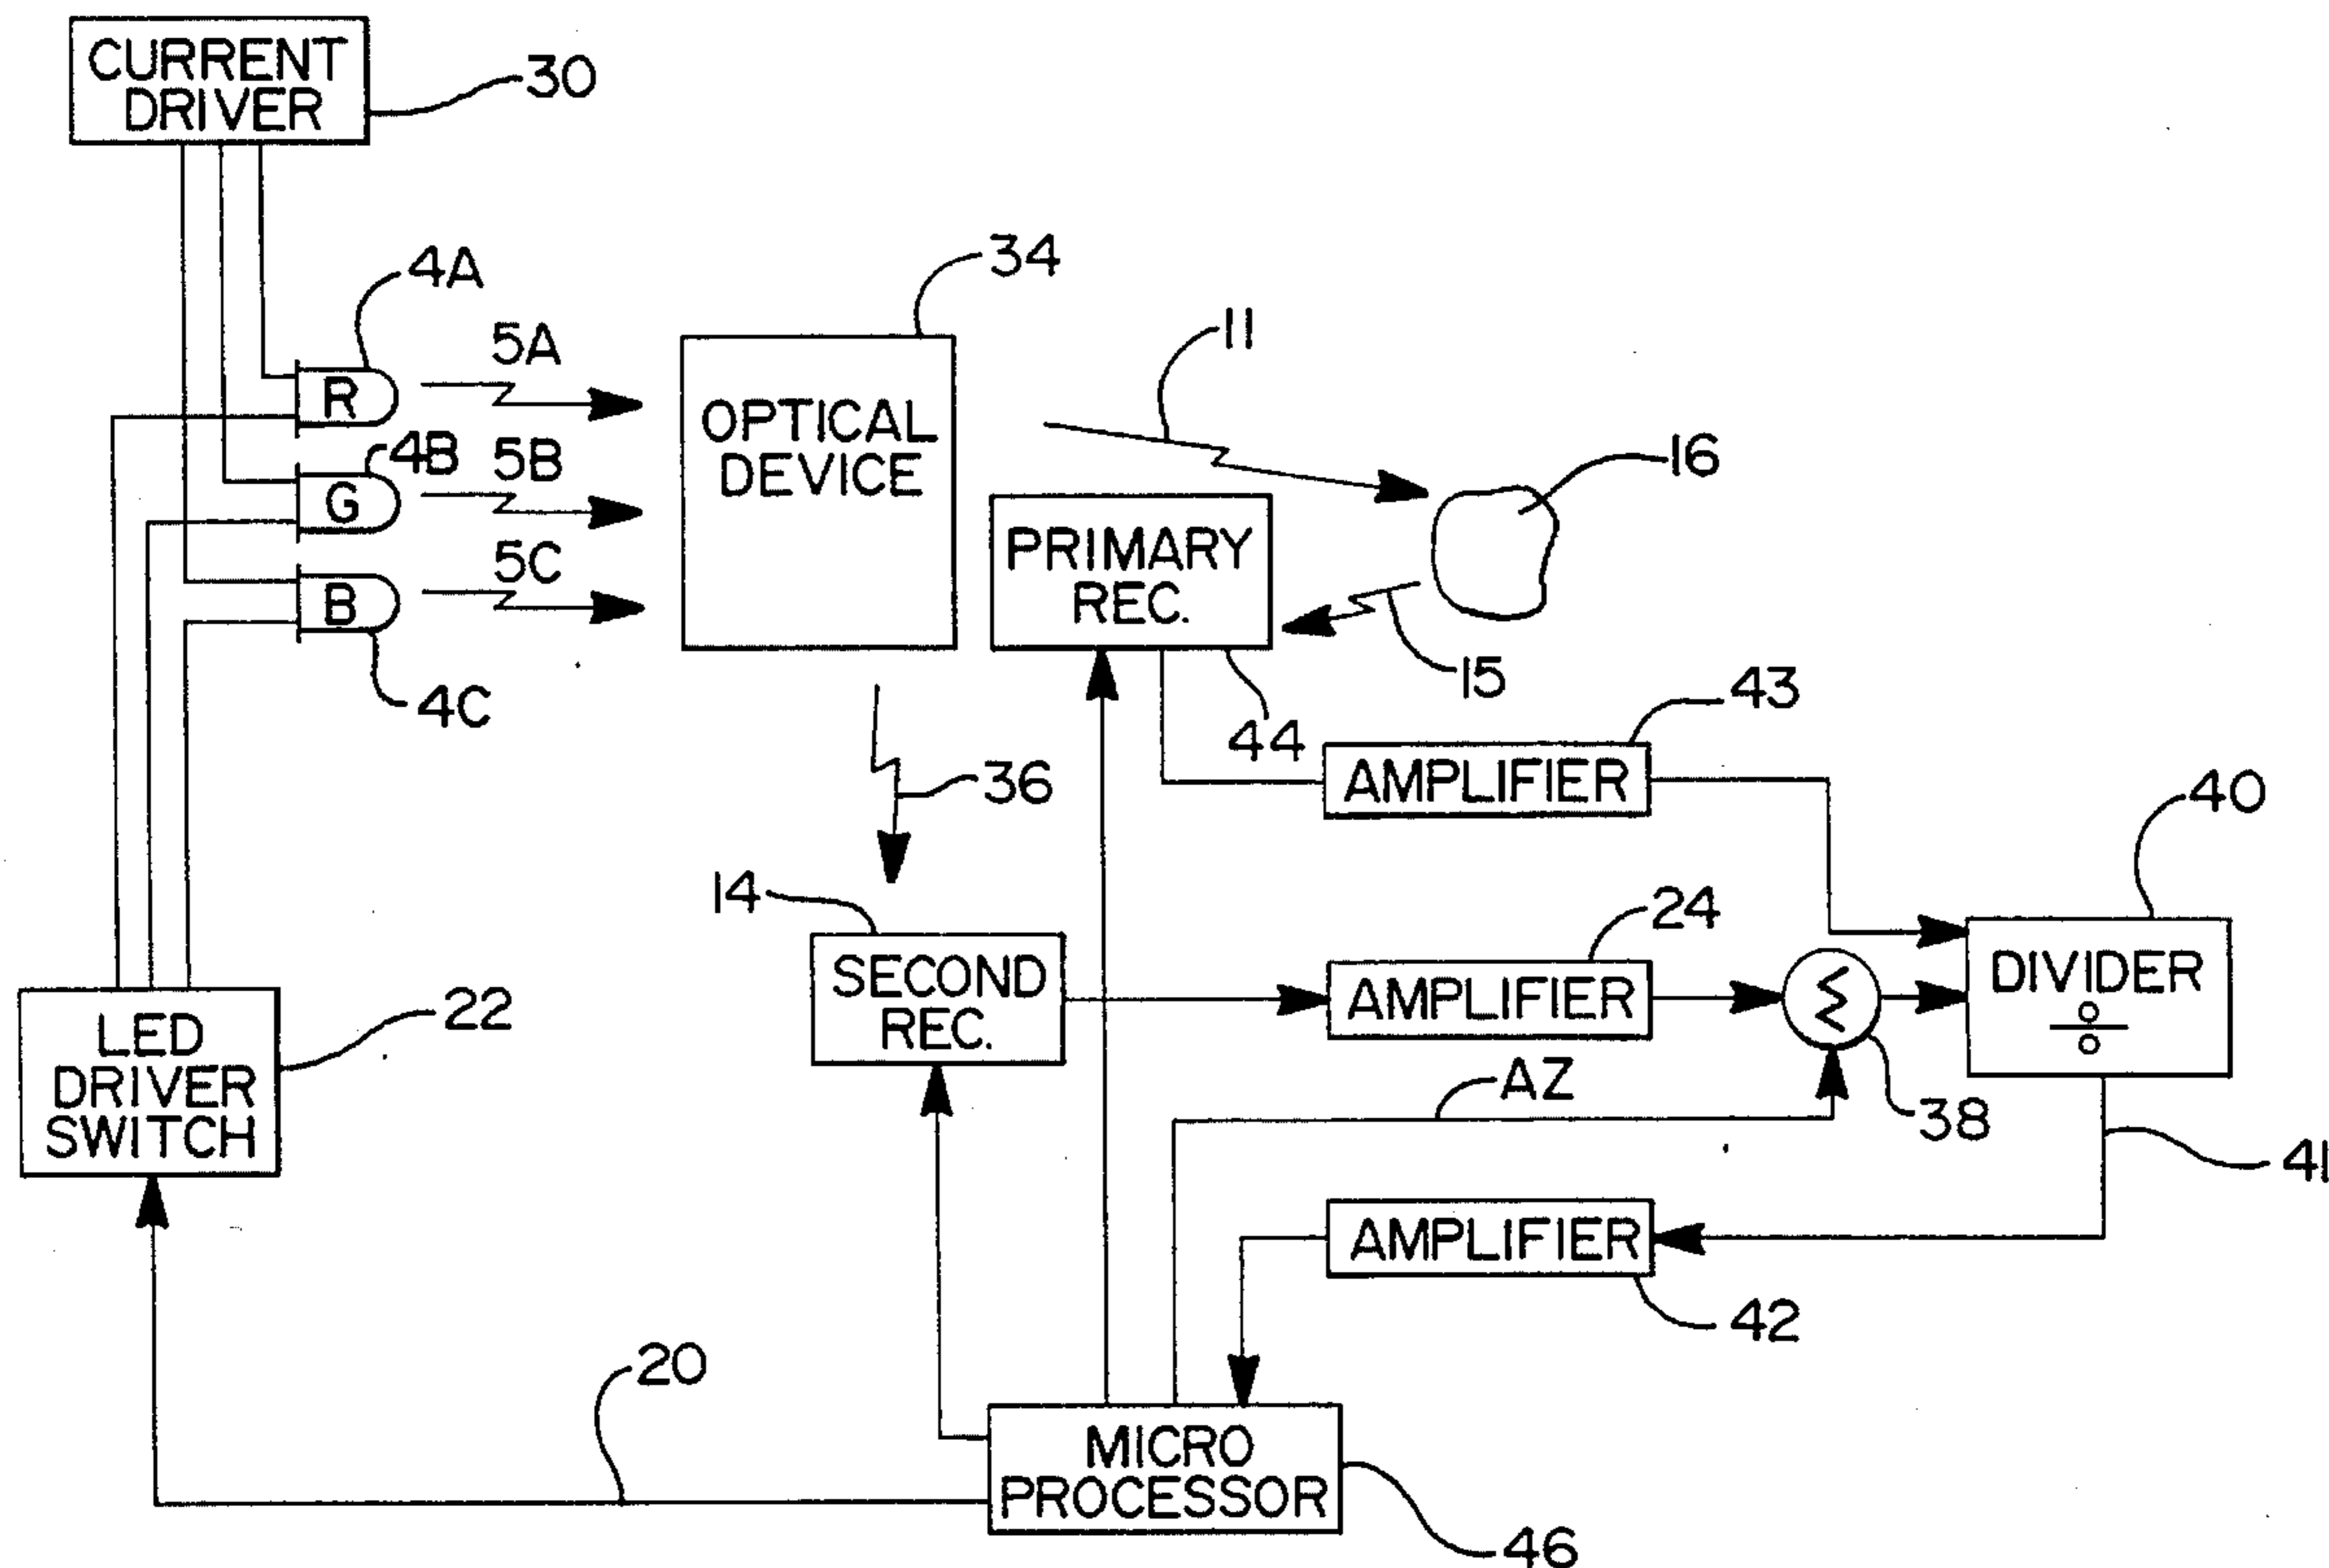 CURRENT
DRIVER
30
4A
R
5A
4B
G
5B
B
5C
4C
34
OPTICAL
DEVICE
11
16
PRIMARY
REC.
15
44
43
AMPLIFIER
36
40
14
SECOND
REC.
24
AMPLIFIER
Σ
DIVIDER
÷
38
AZ
41
22
LED
DRIVER
SWITCH
AMPLIFIER
42
20
MICRO
PROCESSOR
46